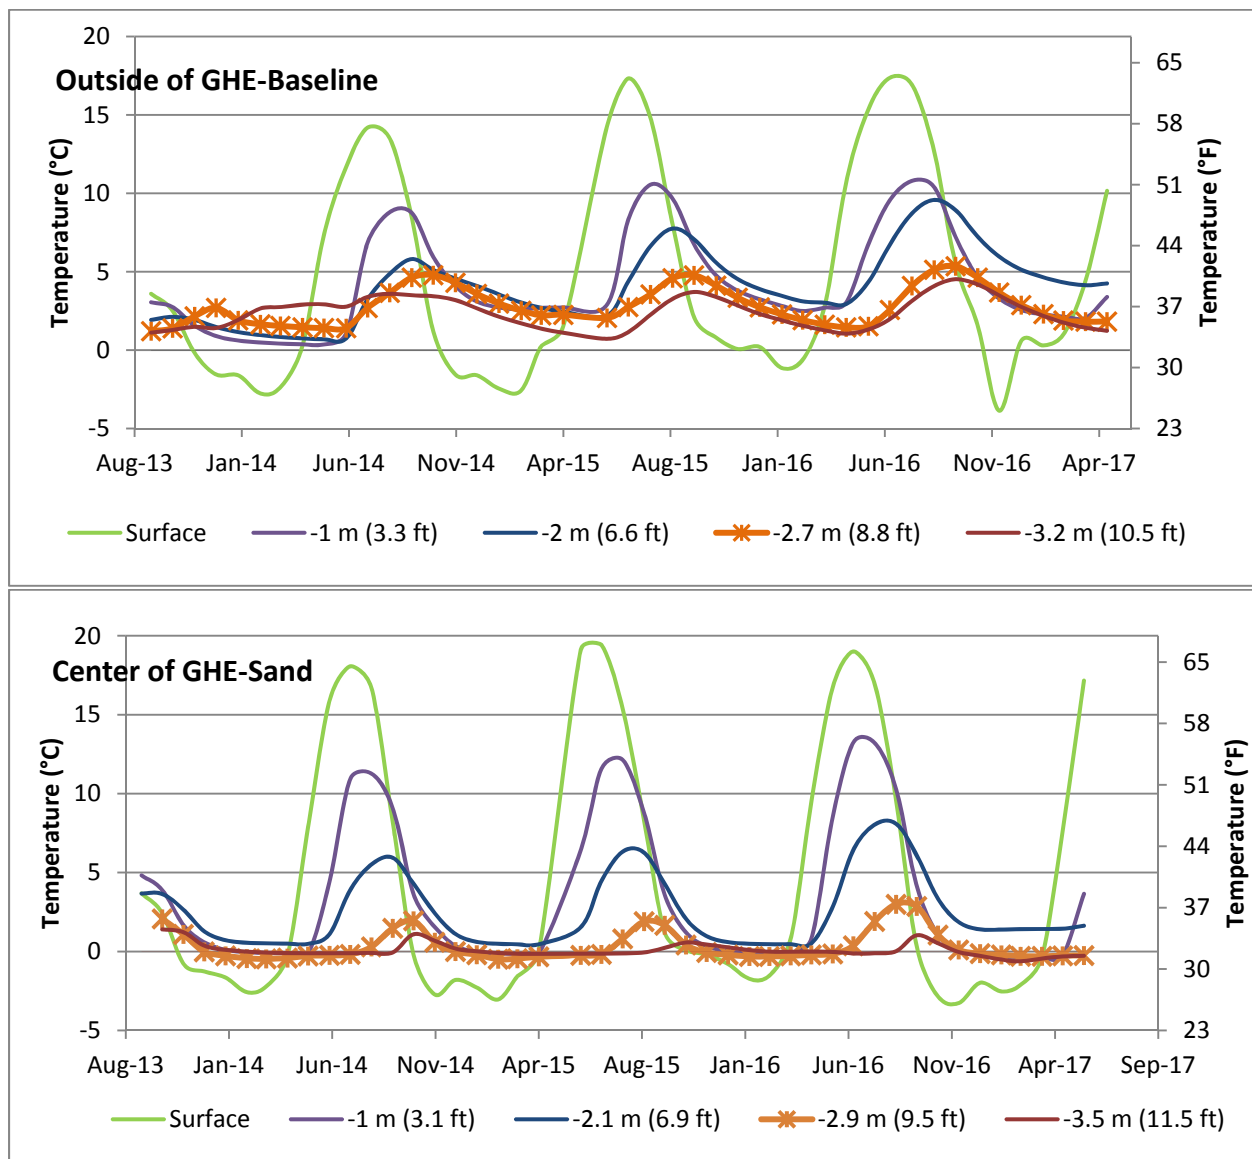 Outside of GHE-Baseline
Temperature (°C)
20
15
10
5
0
-5
65
58
51
44
37
30
23
Temperature (°F)
Aug-13 Jan-14 Jun-14 Nov-14 Apr-15 Aug-15 Jan-16 Jun-16 Nov-16 Apr-17
Surface -1 m (3.3 ft) -2 m (6.6 ft) -2.7 m (8.8 ft) -3.2 m (10.5 ft)
Center of GHE-Sand
Temperature (°C)
20
15
10
5
0
-5
65
58
51
44
37
30
23
Temperature (°F)
Aug-13 Jan-14 Jun-14 Nov-14 Apr-15 Aug-15 Jan-16 Jun-16 Nov-16 Apr-17 Sep-17
Surface -1 m (3.1 ft) -2.1 m (6.9 ft) -2.9 m (9.5 ft) -3.5 m (11.5 ft)